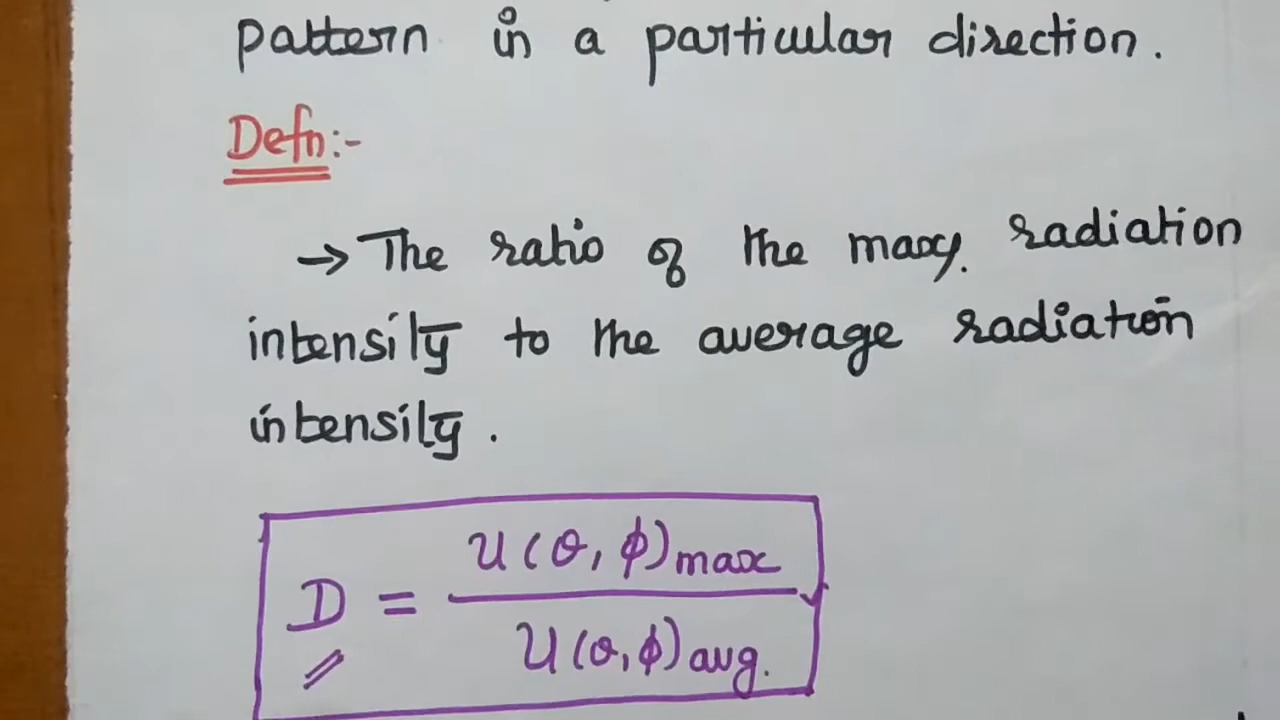 pattern in a particular direction.
Defn:-
→ The ratio of the max. radiation
intensity to the average radiation
intensity.
D = U(θ, ϕ)max / U(θ,ϕ)avg.